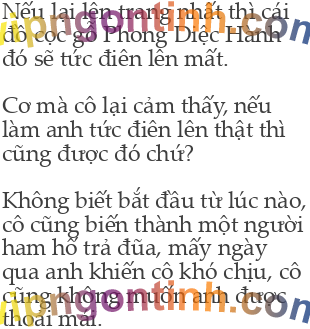 Nếu lại lên trang nhất thì cái
đồ cọc gỗ Phong Diệc Hành
đó sẽ tức điên lên mất.
Cơ mà cô lại cảm thấy, nếu
làm anh tức điên lên thật thì
cũng được đó chứ?
Không biết bắt đầu từ lúc nào,
cô cũng biến thành một người
ham hố trả đũa, mấy ngày
qua anh khiến cô khó chịu, cô
cũng không muốn anh được
thoải mái.
vipngontinh.com
vipngontinh.com